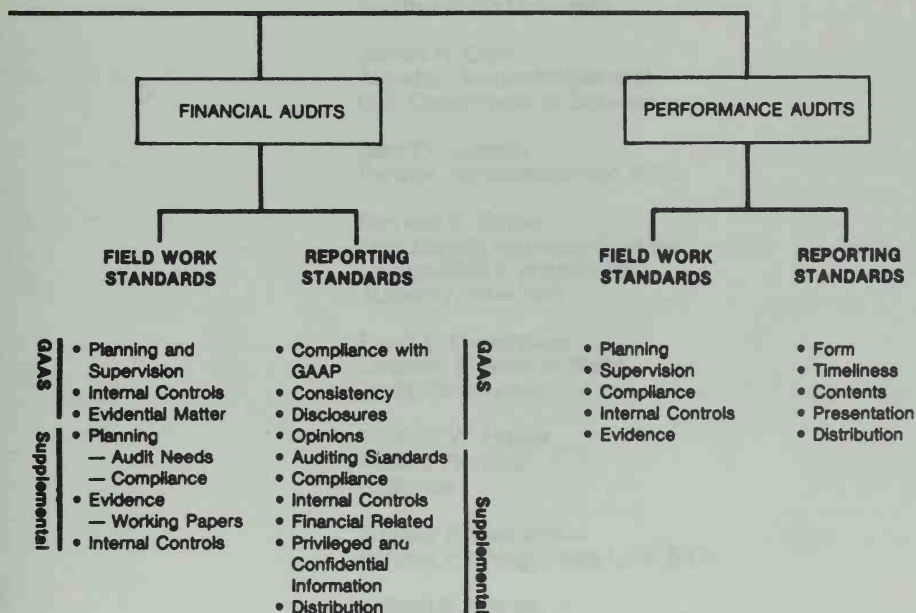 FINANCIAL AUDITS
PERFORMANCE AUDITS
FIELD WORK
STANDARDS
REPORTING
STANDARDS
FIELD WORK
STANDARDS
REPORTING
STANDARDS
GAAS
• Planning and
Supervision
• Internal Controls
• Evidential Matter
Supplemental
• Planning
— Audit Needs
— Compliance
• Evidence
— Working Papers
• Internal Controls
• Compliance with
GAAP
• Consistency
• Disclosures
• Opinions
• Auditing Standards
• Compliance
• Internal Controls
• Financial Related
• Privileged and
Confidential
Information
• Distribution
GAAS
Supplemental
• Planning
• Supervision
• Compliance
• Internal Controls
• Evidence
• Form
• Timeliness
• Contents
• Presentation
• Distribution